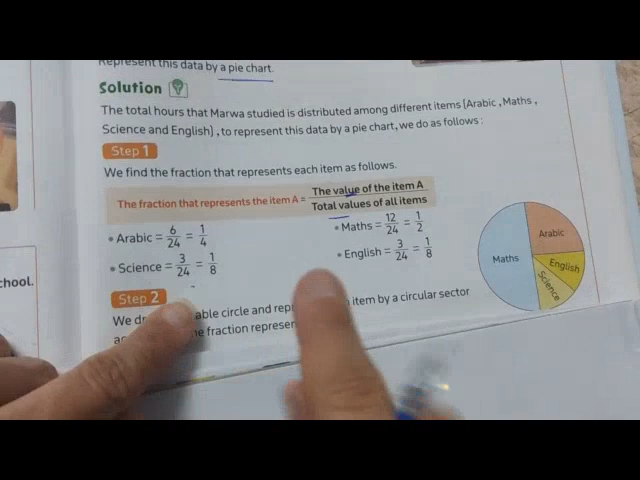 Represent this data by a pie chart.
Solution
The total hours that Marwa studied is distributed among different items (Arabic , Maths ,
Science and English) , to represent this data by a pie chart, we do as follows :
Step 1
We find the fraction that represents each item as follows.
The fraction that represents the item A = The value of the item A / Total values of all items
• Arabic = 6/24 = 1/4
• Maths = 12/24 = 1/2
• Science = 3/24 = 1/8
• English = 3/24 = 1/8
Maths
Arabic
English
Science
chool.
Step 2
We able circle and item by a circular sector
fraction